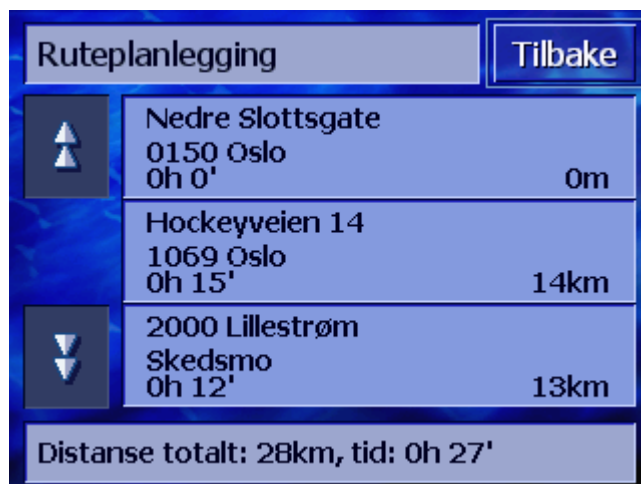 Ruteplanlegging
Tilbake
Nedre Slottsgate
0150 Oslo
0h 0' 0m
Hockeyveien 14
1069 Oslo
0h 15' 14km
2000 Lillestrøm
Skedsmo
0h 12' 13km
Distanse totalt: 28km, tid: 0h 27'